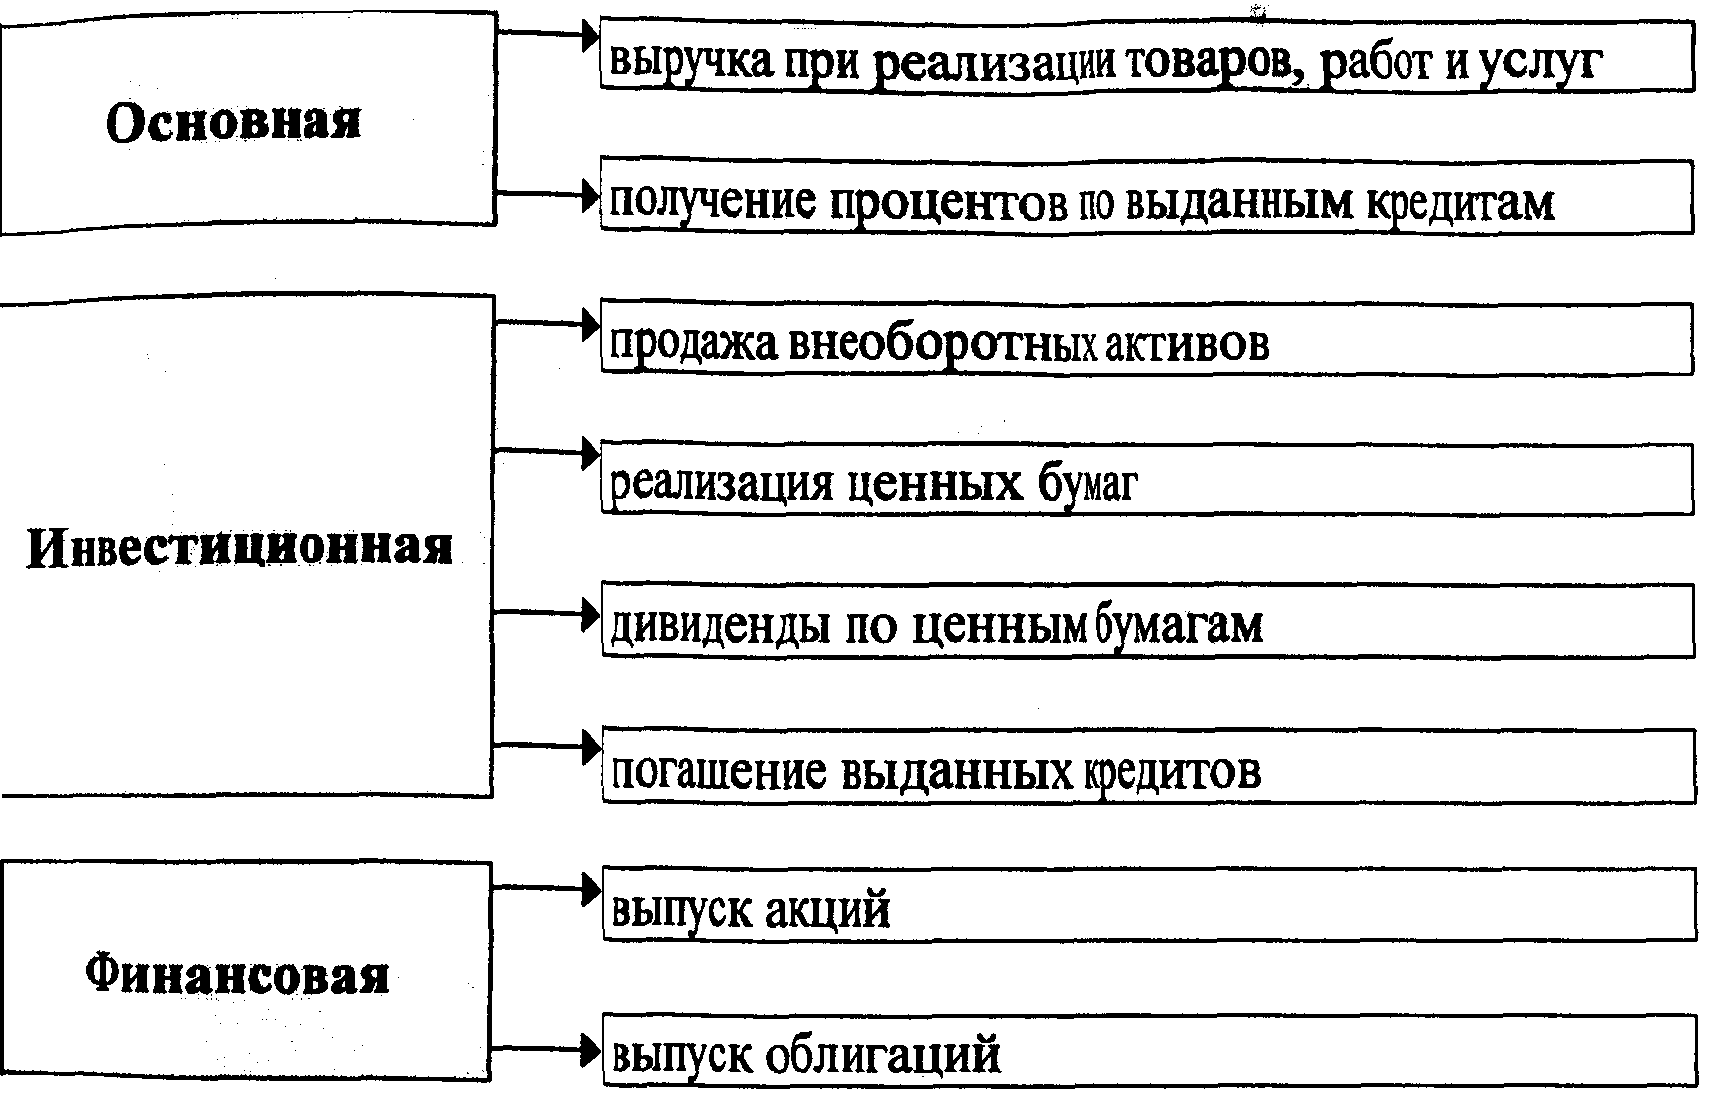 Основная
выручка при реализации товаров, работ и услуг
получение процентов по выданным кредитам
Инвестиционная
продажа внеоборотных активов
реализация ценных бумаг
дивиденды по ценным бумагам
погашение выданных кредитов
Финансовая
выпуск акций
выпуск облигаций